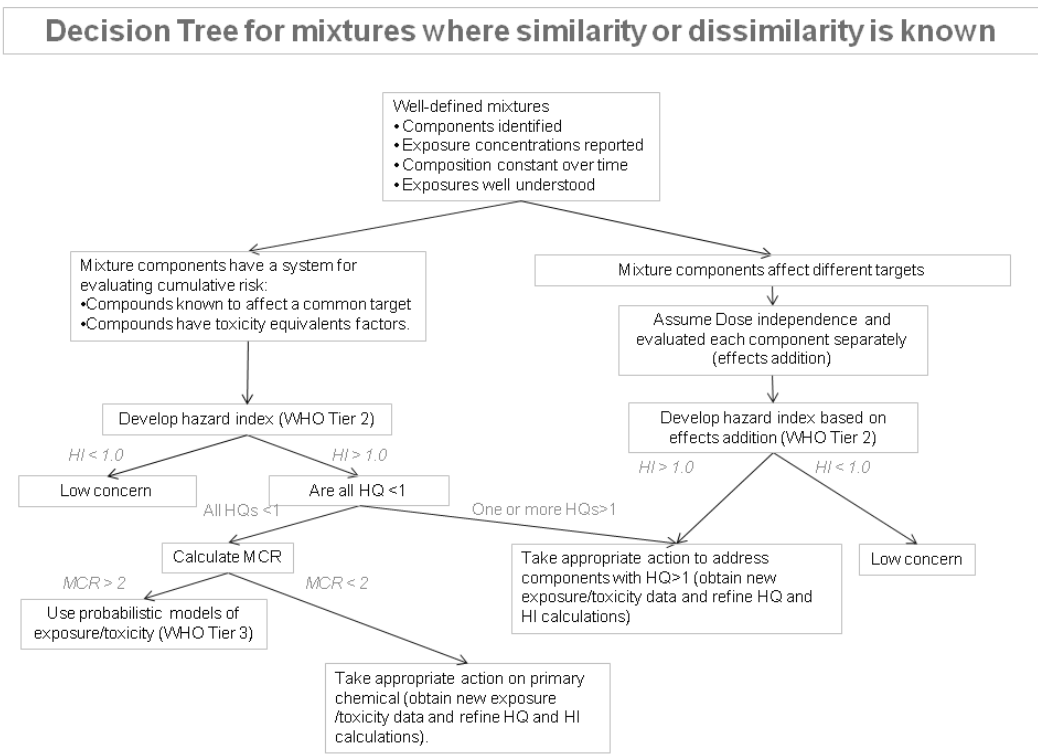 Decision Tree for mixtures where similarity or dissimilarity is known
Well-defined mixtures
•Components identified
•Exposure concentrations reported
•Composition constant over time
•Exposures well understood
Mixture components have a system for
evaluating cumulative risk:
•Compounds known to affect a common target
•Compounds have toxicity equivalents factors.
Mixture components affect different targets
Assume Dose independence and
evaluated each component separately
(effects addition)
Develop hazard index (WHO Tier 2)
Develop hazard index based on
effects addition (WHO Tier 2)
HI < 1.0
HI > 1.0
HI > 1.0
HI < 1.0
Low concern
Are all HQ <1
All HQs <1
One or more HQs>1
Calculate MCR
Take appropriate action to address
components with HQ>1 (obtain new
exposure/toxicity data and refine HQ and
HI calculations)
Low concern
MCR > 2
MCR < 2
Use probabilistic models of
exposure/toxicity (WHO Tier 3)
Take appropriate action on primary
chemical (obtain new exposure
/toxicity data and refine HQ and HI
calculations).